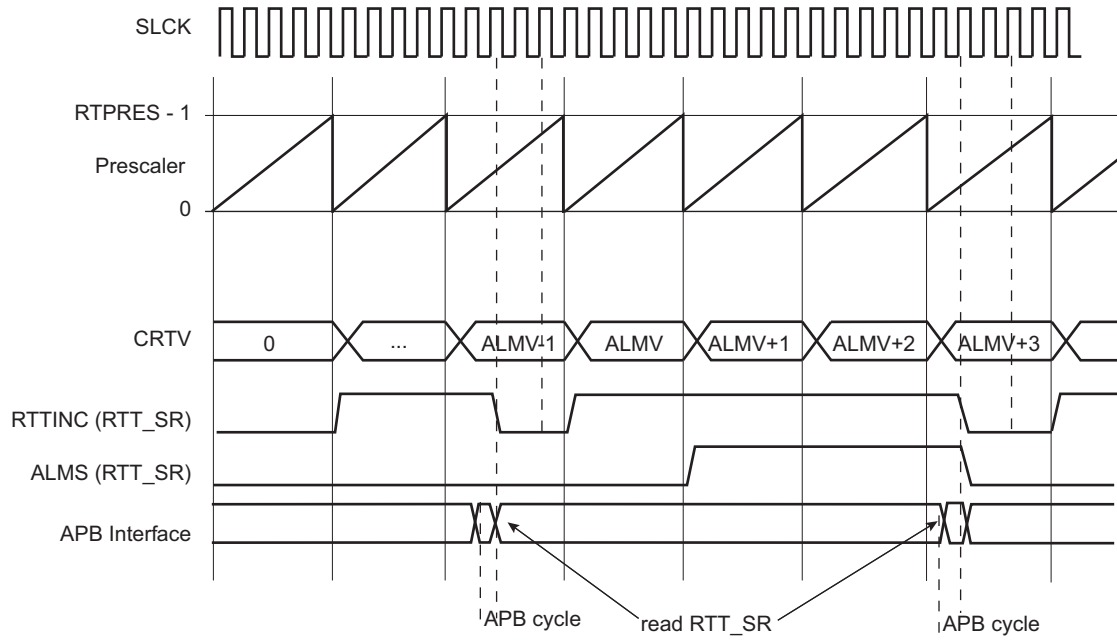 SLCK
RTPRES - 1
Prescaler
0
CRTV
0 ... ALMV-1 ALMV ALMV+1 ALMV+2 ALMV+3
RTTINC (RTT_SR)
ALMS (RTT_SR)
APB Interface
APB cycle read RTT_SR APB cycle